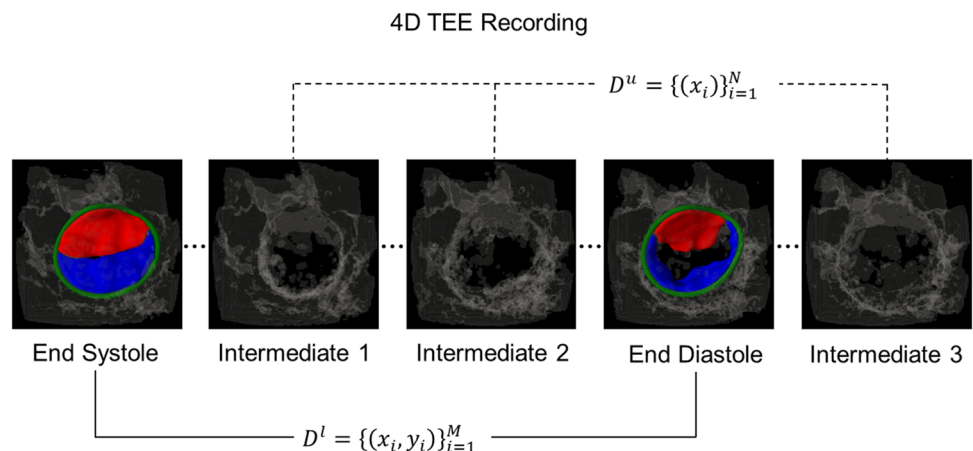 4D TEE Recording
$D^u = \{(x_i)\}_{i=1}^N$
End Systole
Intermediate 1
Intermediate 2
End Diastole
Intermediate 3
$D^l = \{(x_i, y_i)\}_{i=1}^M$